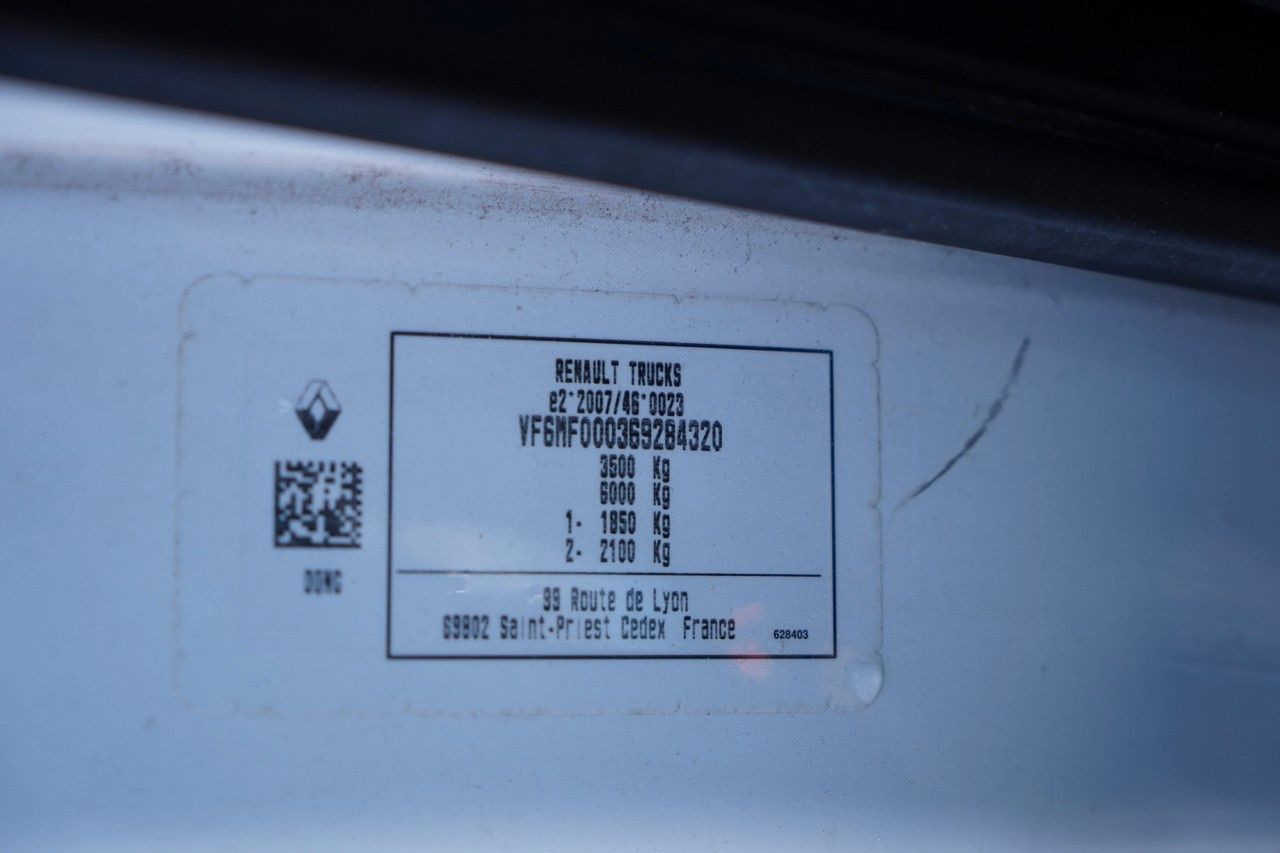 RENAULT TRUCKS
e2*2007/46*0023
VF6MF000369284320
3500 Kg
6000 Kg
1- 1850 Kg
2- 2100 Kg
99 Route de Lyon
69802 Saint-Priest Cedex France
628403